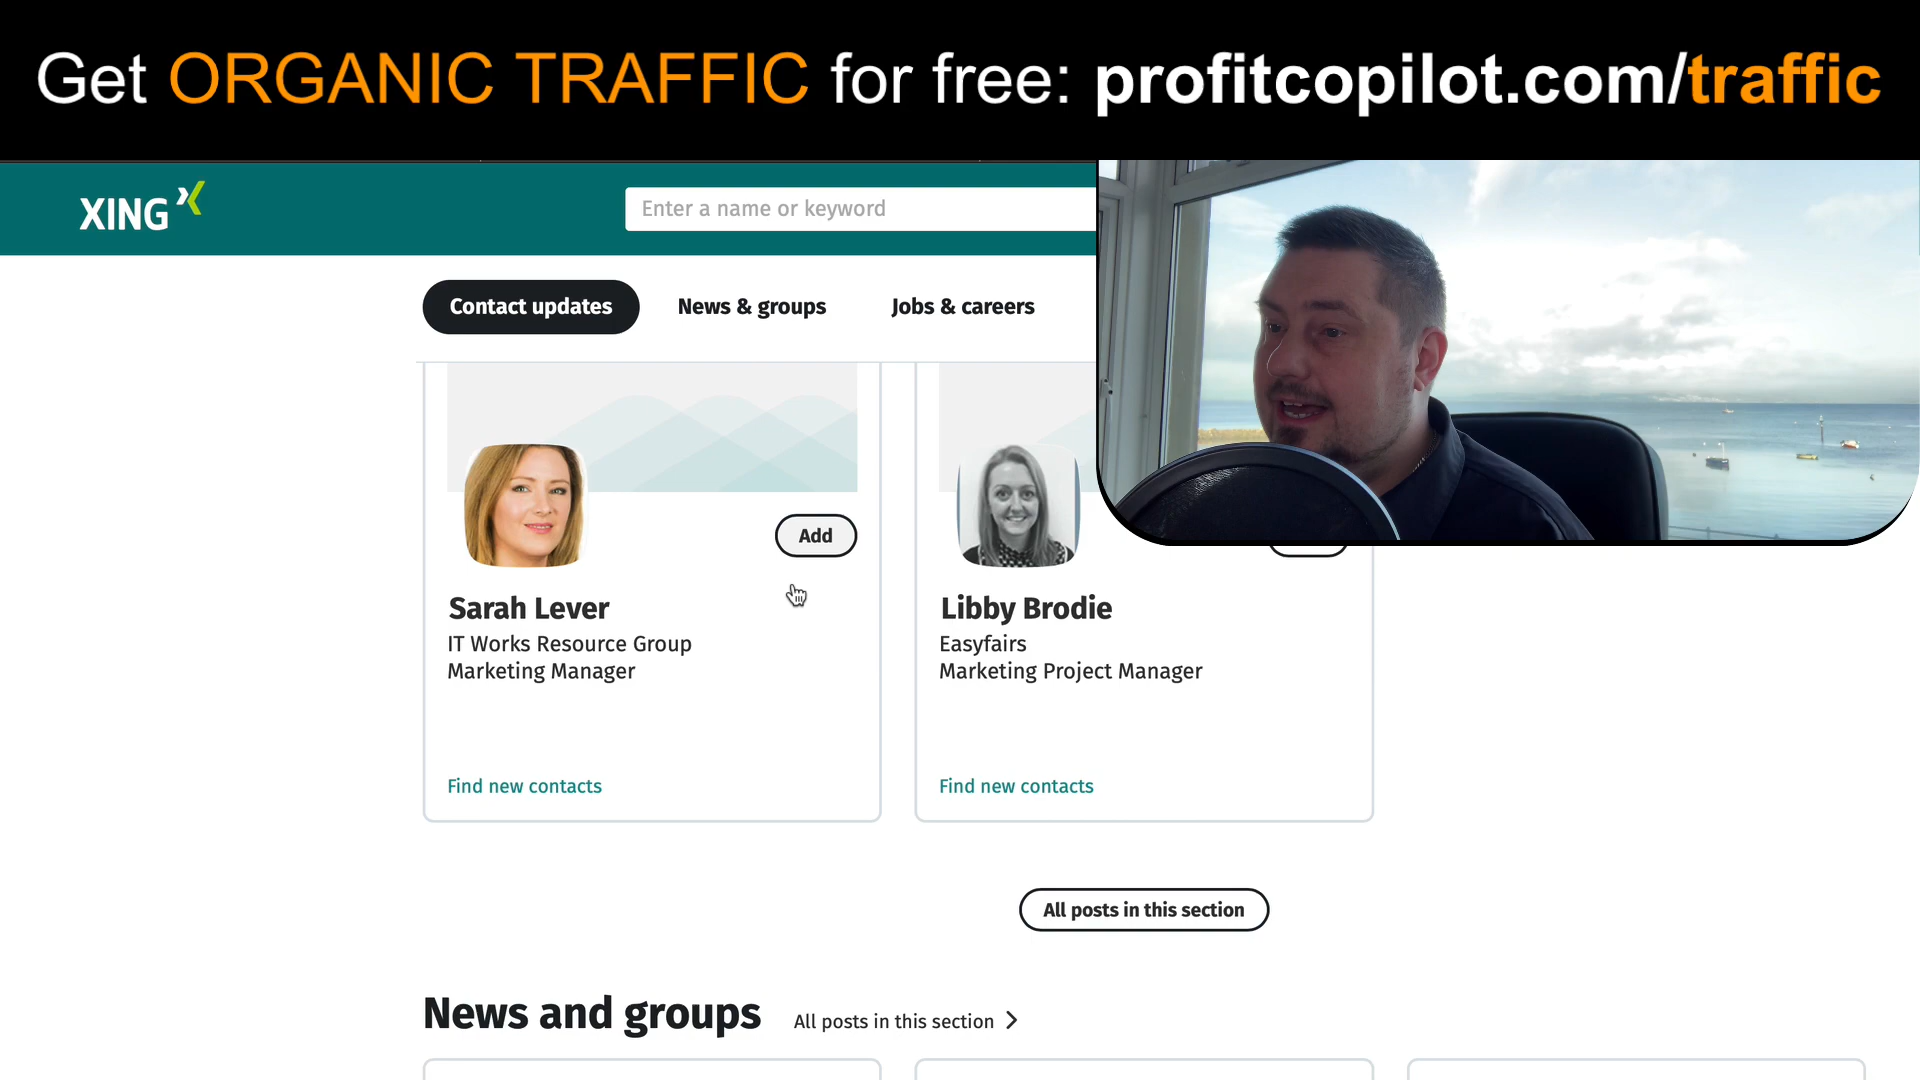 Get ORGANIC TRAFFIC for free: profitcopilot.com/traffic
XING
Enter a name or keyword
Contact updates
News & groups
Jobs & careers
Add
Sarah Lever
IT Works Resource Group
Marketing Manager
Find new contacts
Libby Brodie
Easyfairs
Marketing Project Manager
Find new contacts
All posts in this section
News and groups
All posts in this section